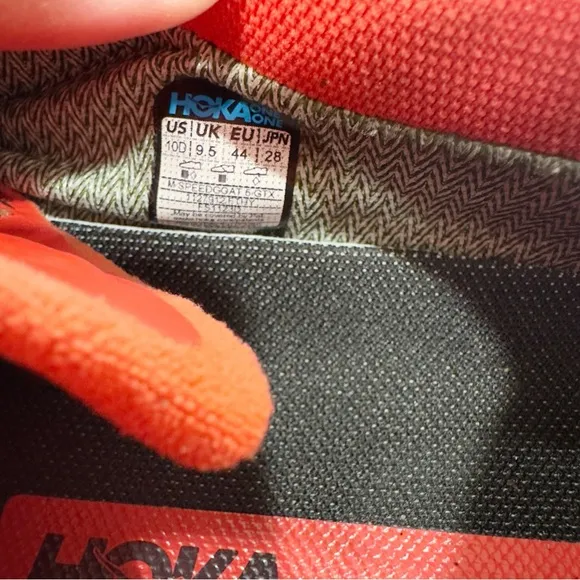 HOKA ONE ONE
US UK EU JPN
10D 9.5 44 28
M SPEEDGOAT 5 GTX
HOKA